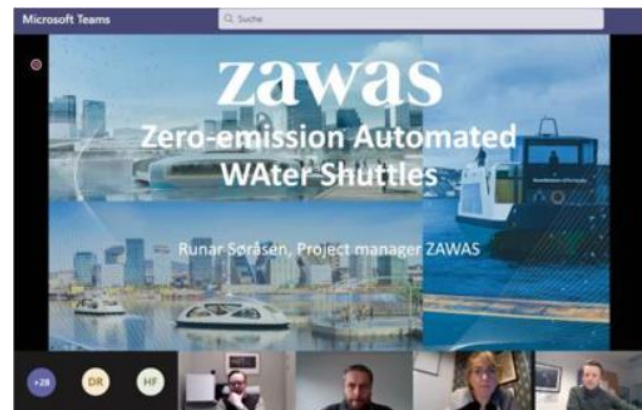 Microsoft Teams
Suche
zawas
Zero-emission Automated
WAter Shuttles
Runar Søråsen, Project manager ZAWAS
+28
DR
HF